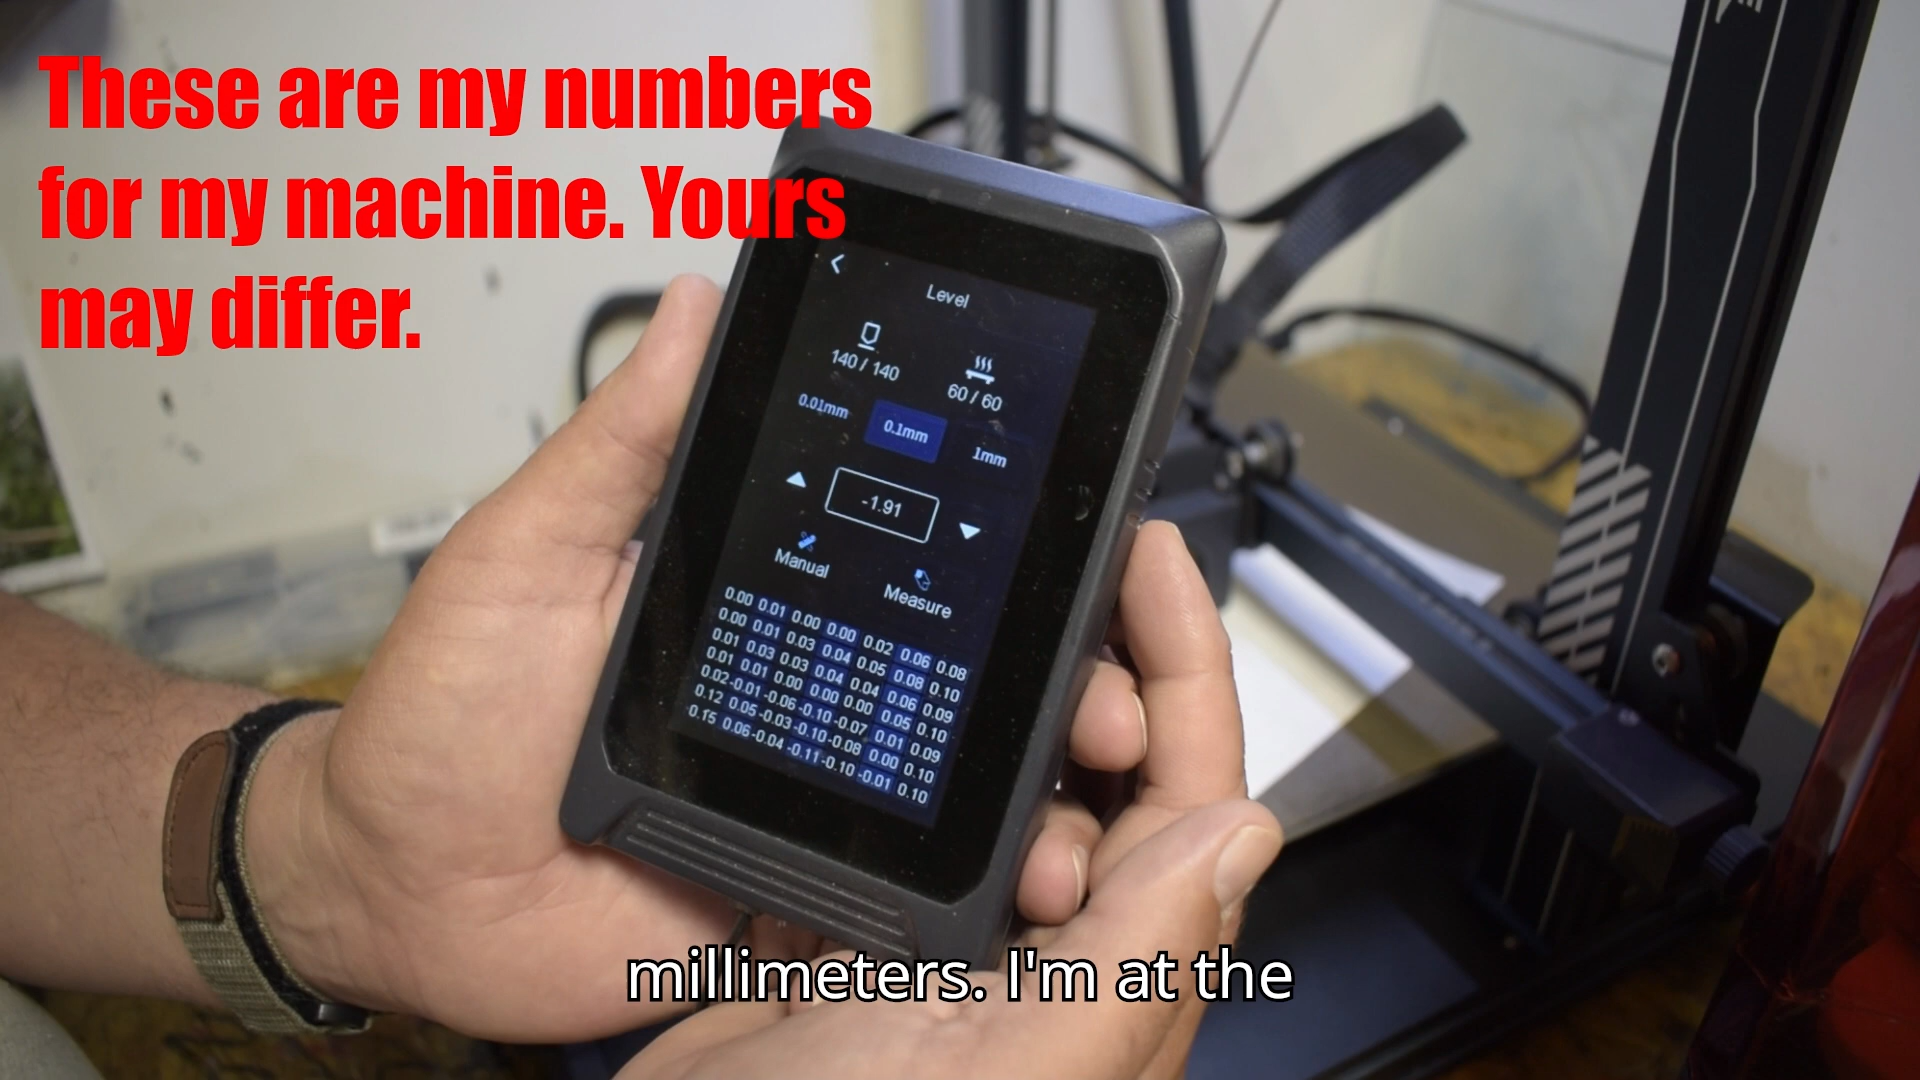 These are my numbers
for my machine. Yours
may differ.
Level
140 / 140
60 / 60
0.01mm
0.1mm
1mm
-1.91
Manual
Measure
0.00 0.01 0.00 0.00 0.02 0.06 0.08
0.00 0.01 0.03 0.04 0.05 0.08 0.10
0.01 0.03 0.03 0.04 0.04 0.06 0.09
0.01 0.01 0.00 0.00 0.00 0.05 0.10
0.02 -0.01 -0.06 -0.10 -0.07 0.01 0.09
0.12 0.05 -0.03 -0.10 -0.08 0.00 0.10
0.15 0.06 -0.04 -0.11 -0.10 -0.01 0.10
millimeters. I'm at the